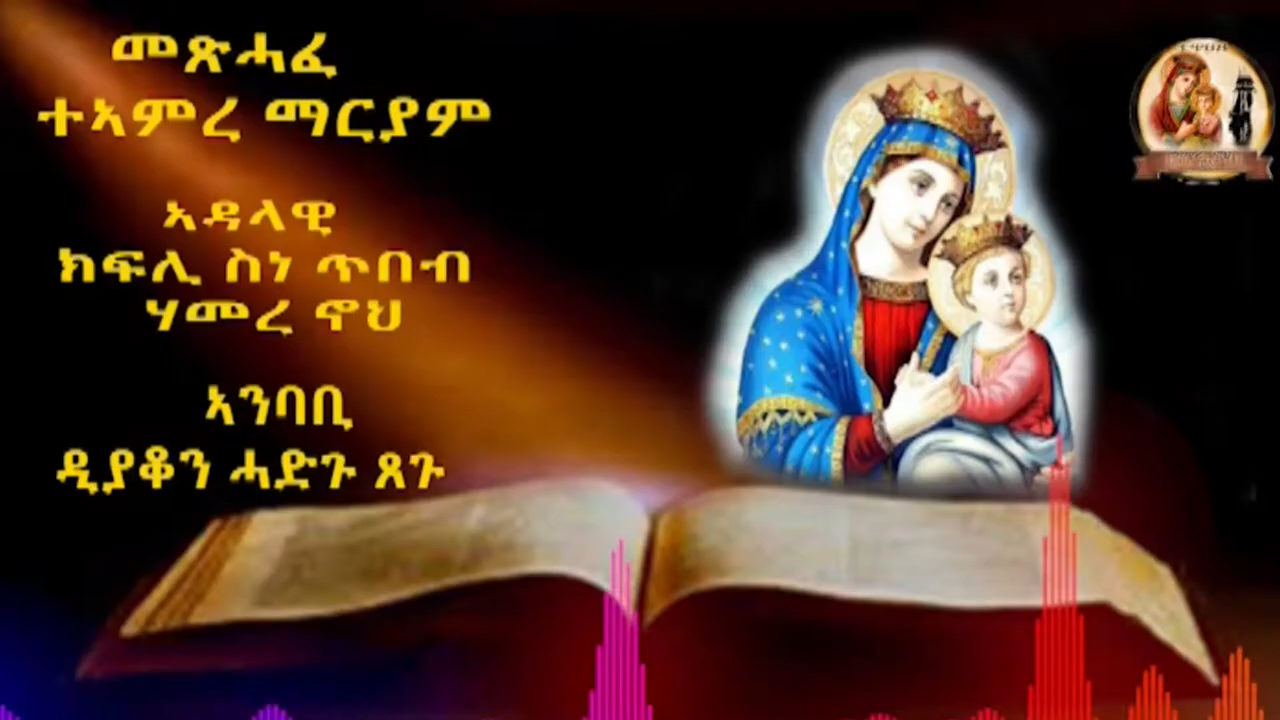 መጽሓፈ
ተኣምረ ማርያም
ኣዳላዊ
ክፍሊ ስነ ጥበብ
ሃመረ ኖህ
ኣንባቢ
ዲያቆን ሓድጉ ጸጉ